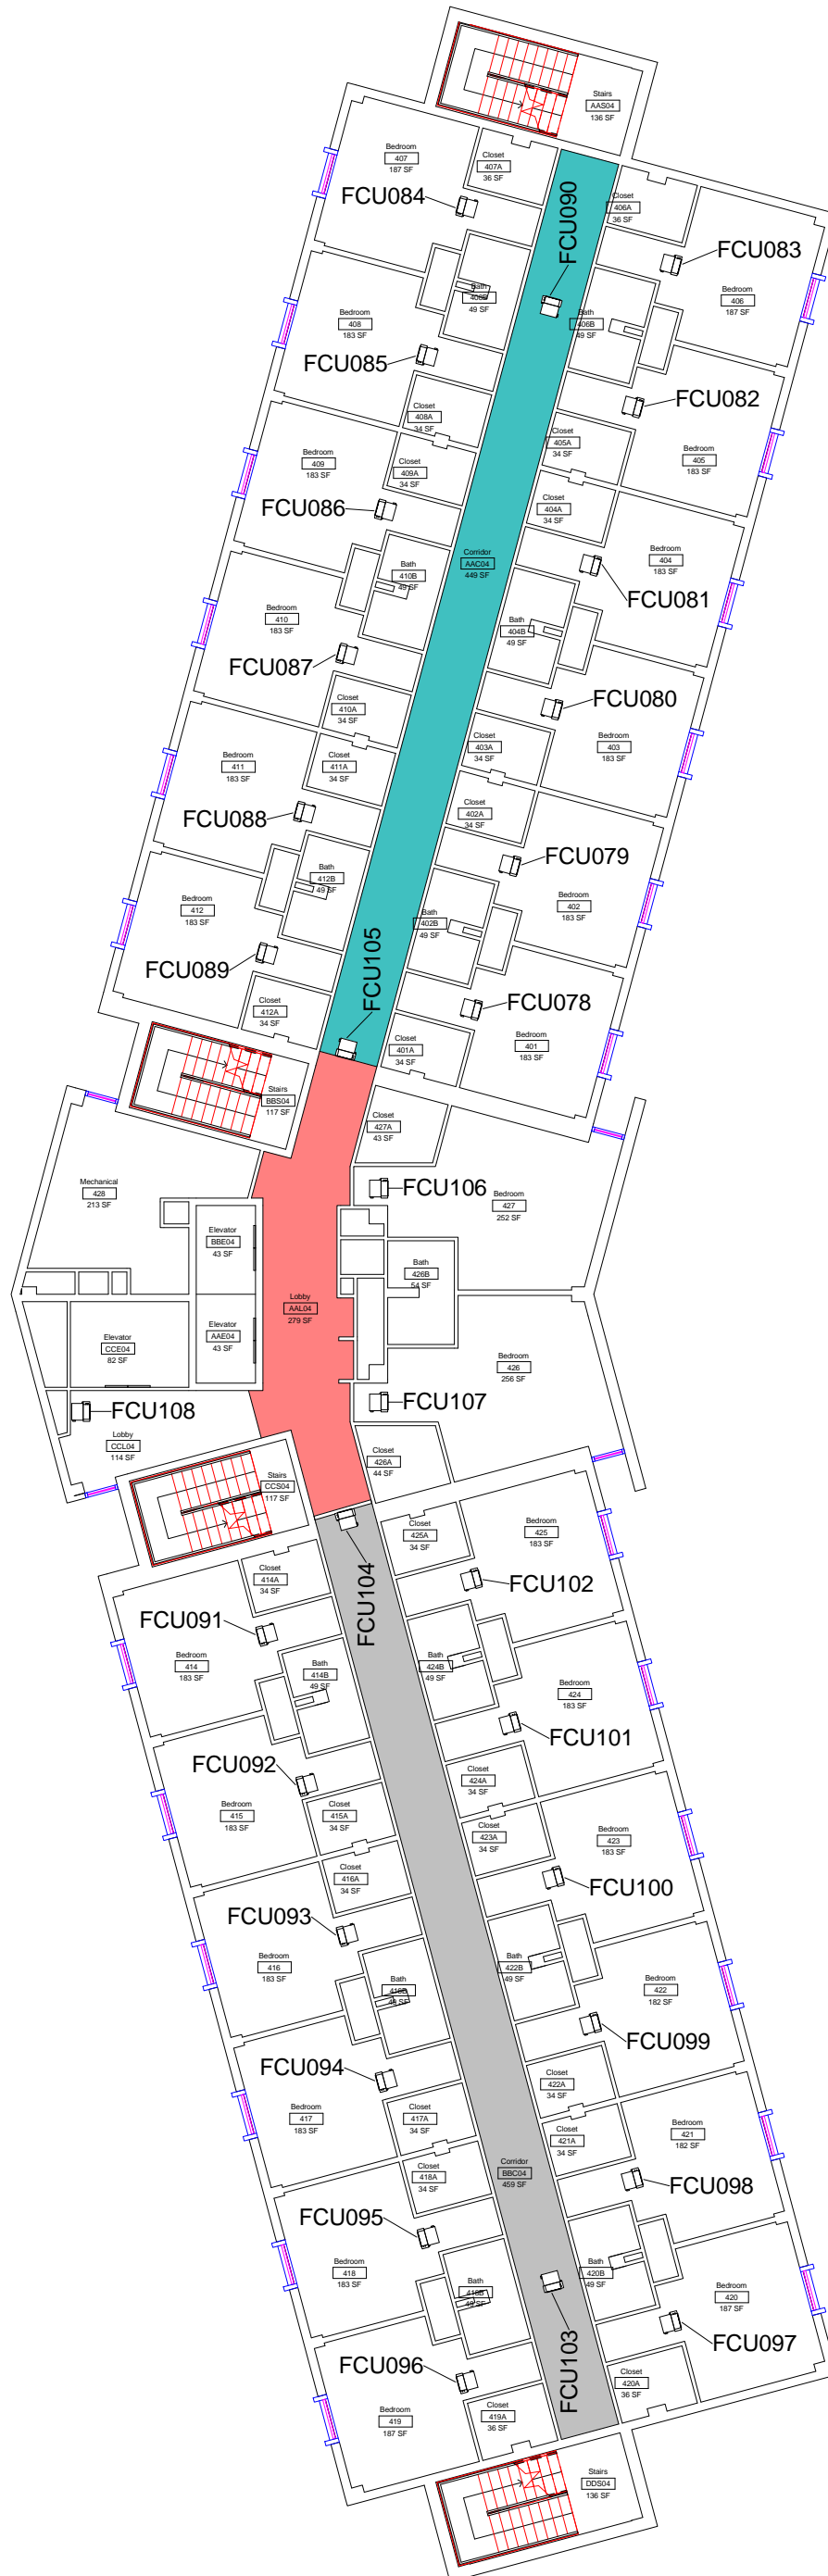 Stairs
AAS04
136 SF
Bedroom
407
187 SF
Closet
407A
36 SF
FCU084
FCU090
Closet
406A
36 SF
FCU083
Bedroom
406
187 SF
Bath
49 SF
Bath
406B
49 SF
Bedroom
408
183 SF
FCU085
FCU082
Closet
408A
34 SF
Closet
405A
34 SF
Bedroom
405
183 SF
Bedroom
409
183 SF
Closet
409A
34 SF
FCU086
Closet
404A
34 SF
Bedroom
404
183 SF
Corridor
AAC04
449 SF
Bath
410B
49 SF
FCU081
Bedroom
410
183 SF
Bath
404B
49 SF
FCU087
FCU080
Closet
410A
34 SF
Closet
403A
34 SF
Bedroom
403
183 SF
Bedroom
411
183 SF
Closet
411A
34 SF
FCU088
Closet
402A
34 SF
FCU079
Bath
412B
49 SF
Bedroom
402
183 SF
Bedroom
412
183 SF
Bath
402B
49 SF
FCU089
FCU105
FCU078
Closet
412A
34 SF
Closet
401A
34 SF
Bedroom
401
183 SF
Stairs
BBS04
117 SF
Closet
427A
43 SF
Mechanical
428
213 SF
FCU106
Bedroom
427
252 SF
Elevator
BBE04
43 SF
Bath
426B
54 SF
Lobby
AAL04
279 SF
Elevator
CCE04
82 SF
Elevator
AAE04
43 SF
Bedroom
426
256 SF
FCU108
FCU107
Lobby
CCL04
114 SF
Closet
426A
44 SF
Stairs
CCS04
117 SF
Closet
425A
34 SF
Bedroom
425
183 SF
Closet
414A
34 SF
FCU104
FCU102
FCU091
Bedroom
414
183 SF
Bath
414B
49 SF
Bath
424B
49 SF
Bedroom
424
183 SF
FCU101
FCU092
Closet
424A
34 SF
Bedroom
415
183 SF
Closet
415A
34 SF
Closet
423A
34 SF
Bedroom
423
183 SF
Closet
416A
34 SF
FCU100
FCU093
Bedroom
416
183 SF
Bath
416B
49 SF
Bath
422B
49 SF
Bedroom
422
182 SF
FCU099
FCU094
Closet
422A
34 SF
Bedroom
417
183 SF
Closet
417A
34 SF
Closet
421A
34 SF
Bedroom
421
182 SF
Closet
418A
34 SF
Corridor
BBC04
459 SF
FCU098
FCU095
Bedroom
418
183 SF
Bath
49 SF
Bath
420B
49 SF
Bedroom
420
187 SF
FCU097
FCU096
FCU103
Closet
420A
36 SF
Bedroom
419
187 SF
Closet
419A
36 SF
Stairs
DDS04
136 SF